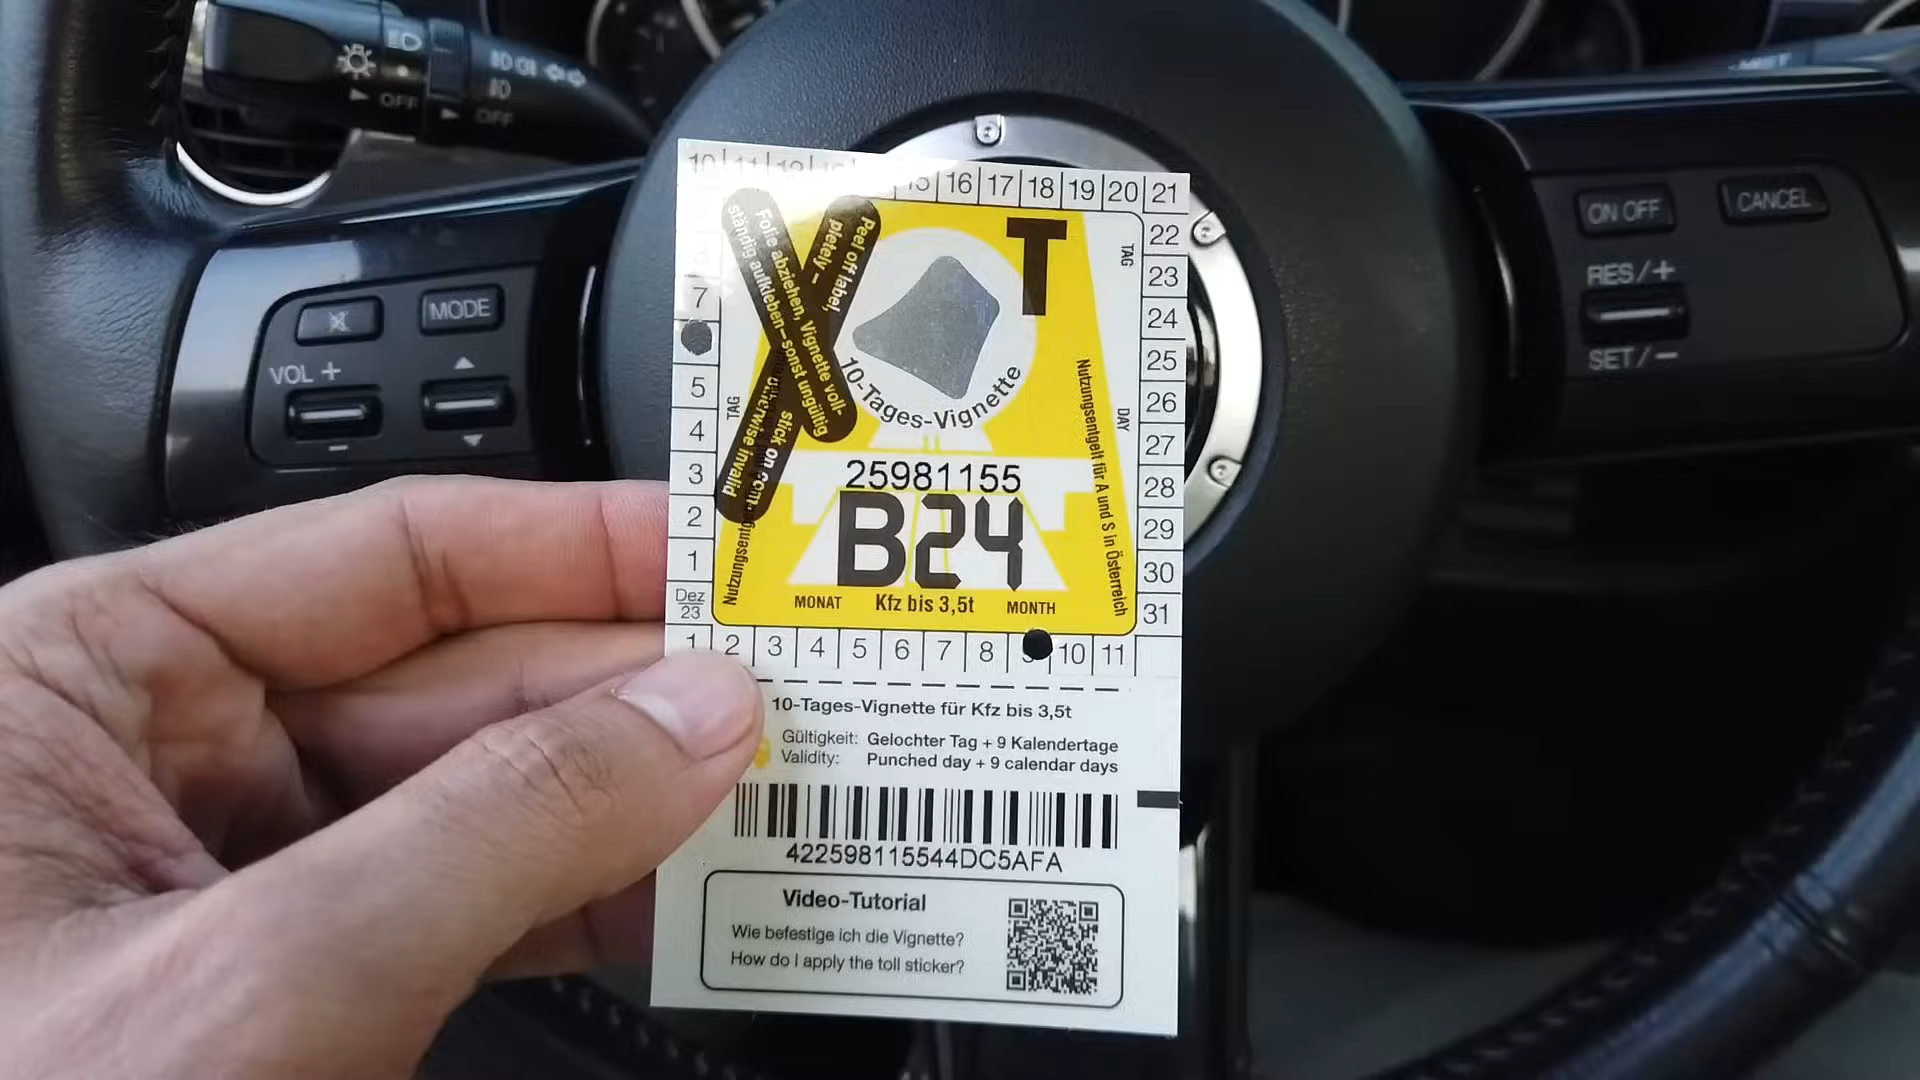 OFF
OFF
MODE
VOL +
–
ON OFF
CANCEL
RES/+
SET/–
10 11 12 15 16 17 18 19 20 21
22
23
24
25
26
27
28
29
30
31
7
5
4
3
2
1
Dez
23
1 2 3 4 5 6 7 8 9 10 11
Folie abziehen, Vignette voll-
ständig aufkleben – sonst ungültig
Peel off label,
stick on com-
pletely –
otherwise invalid
T
TAG
DAY
TAG
10-Tages-Vignette
Nutzungsentgelt für A und S in Österreich
25981155
B24
MONAT Kfz bis 3,5t MONTH
10-Tages-Vignette für Kfz bis 3,5t
Gültigkeit: Gelochter Tag + 9 Kalendertage
Validity: Punched day + 9 calendar days
422598115544DC5AFA
Video-Tutorial
Wie befestige ich die Vignette?
How do I apply the toll sticker?